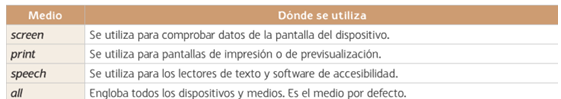 Medio Dónde se utiliza
screen Se utiliza para comprobar datos de la pantalla del dispositivo.
print Se utiliza para pantallas de impresión o de previsualización.
speech Se utiliza para los lectores de texto y software de accesibilidad.
all Engloba todos los dispositivos y medios. Es el medio por defecto.